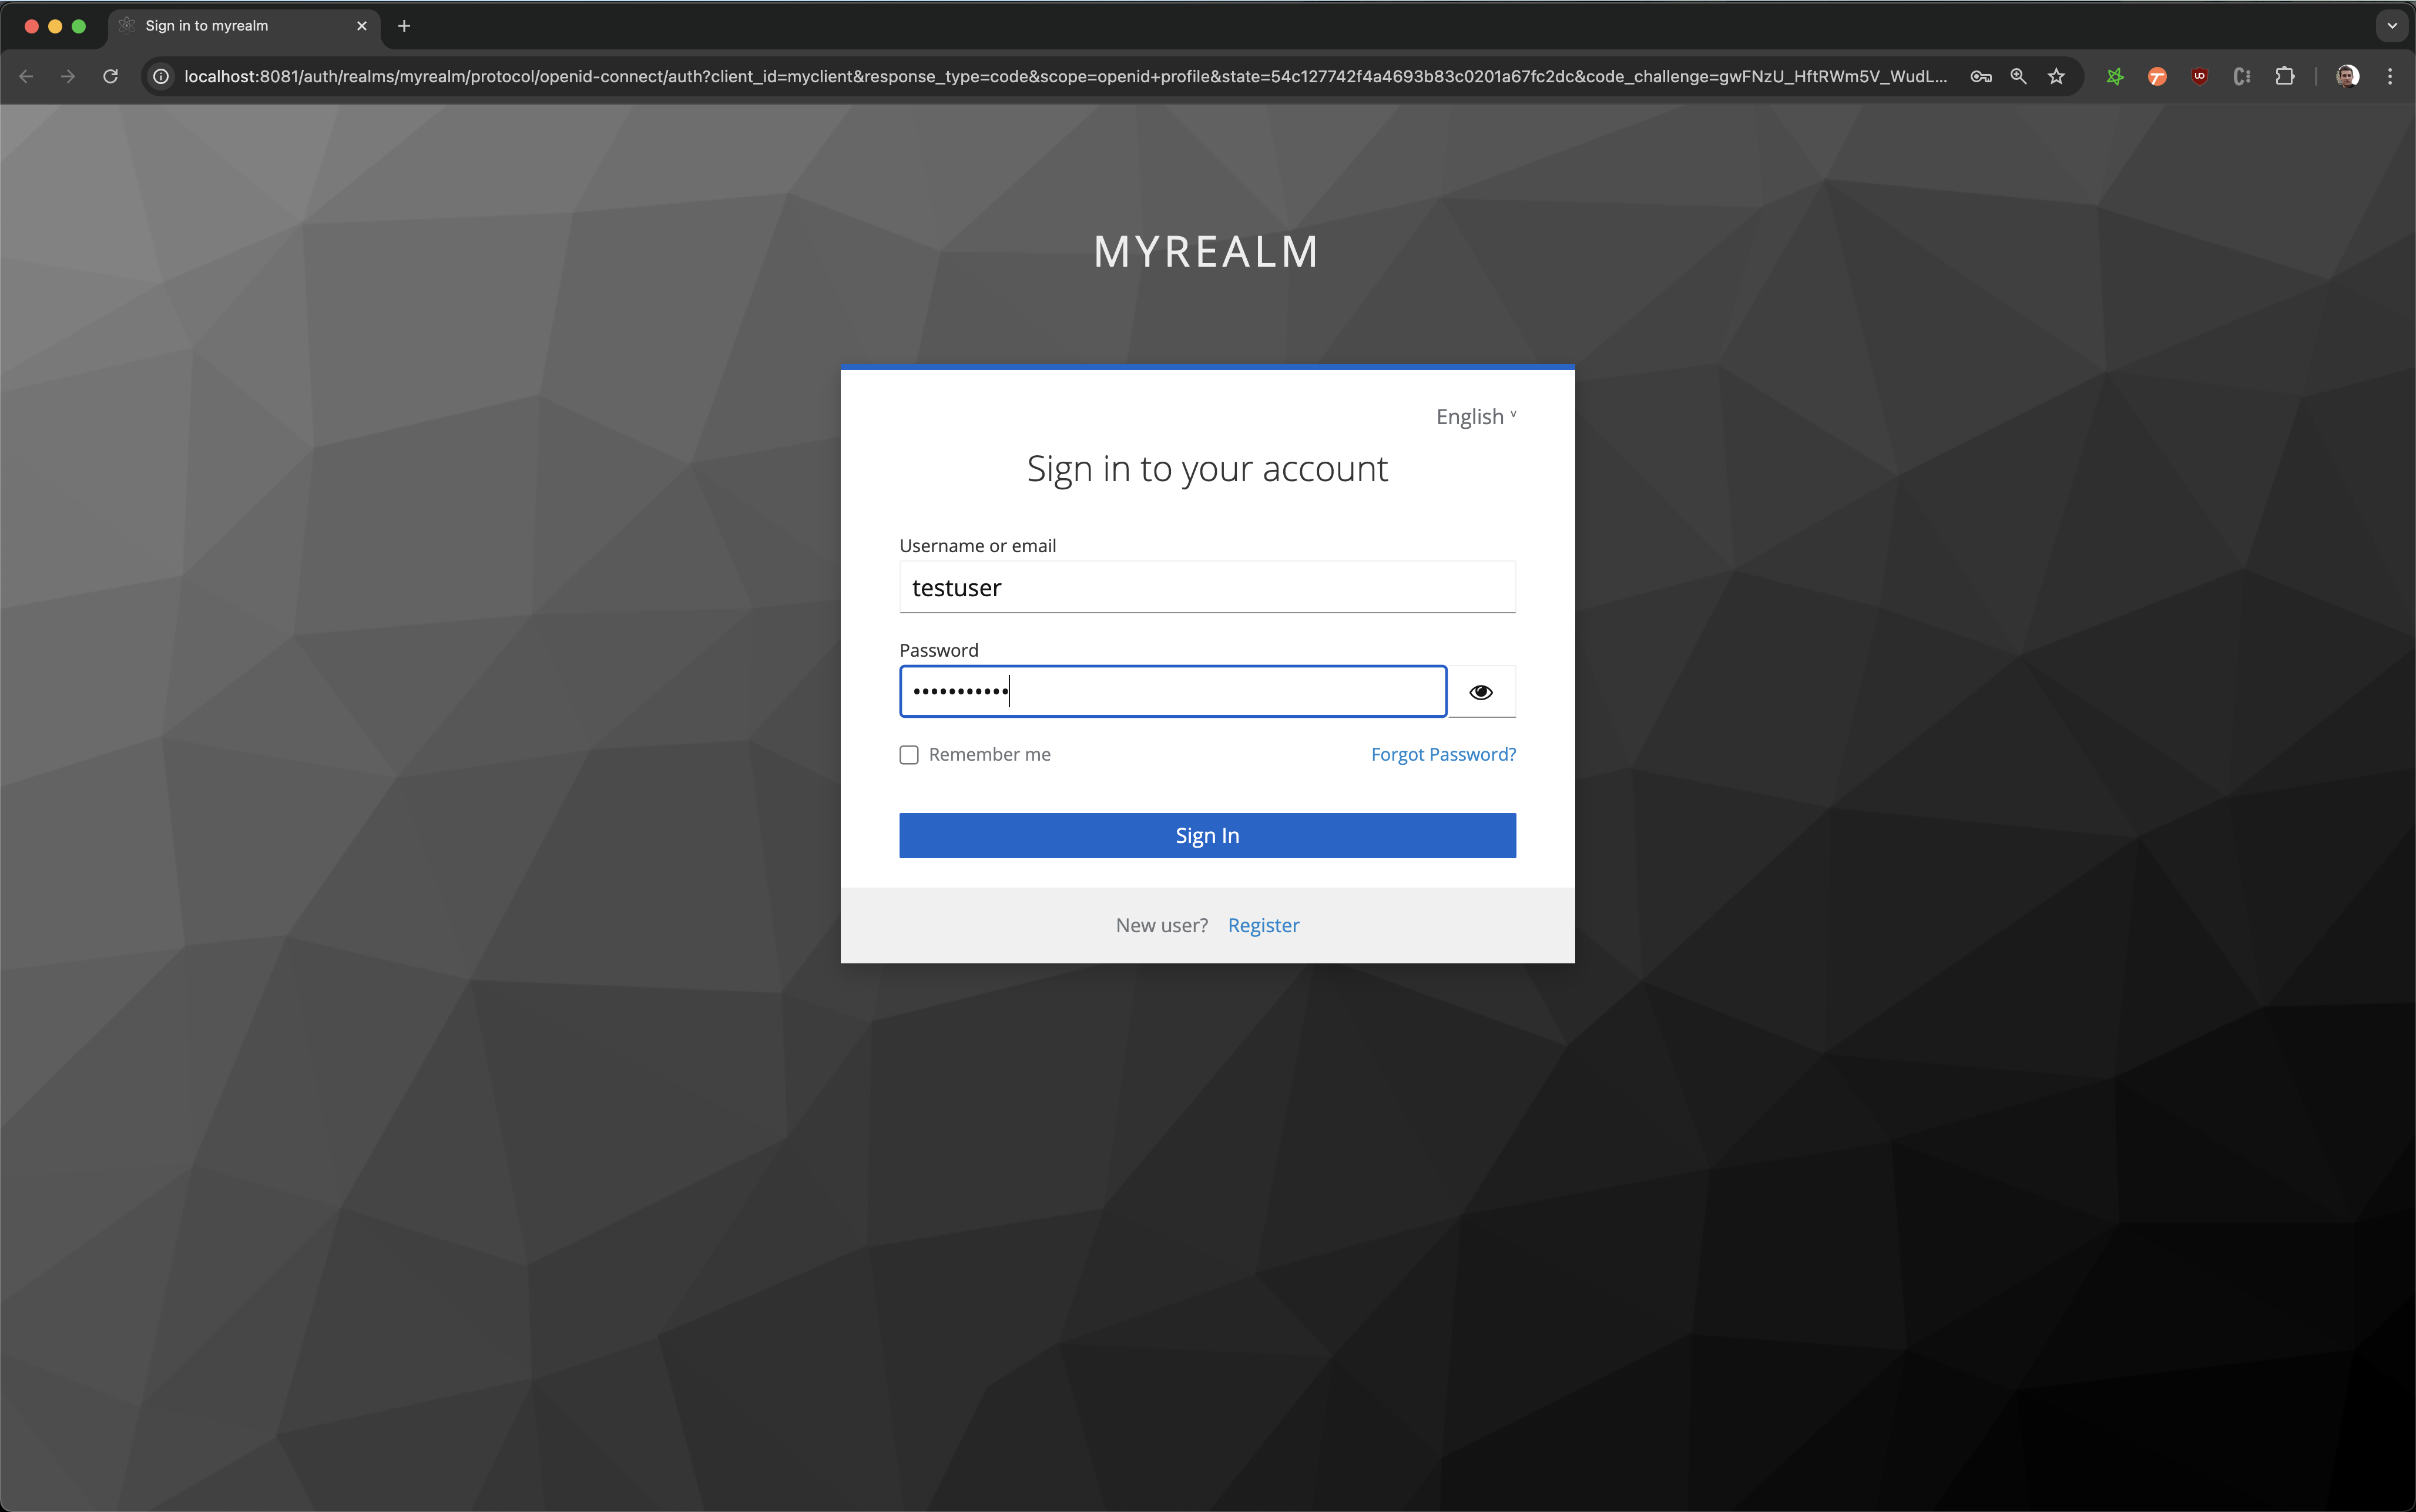 Sign in to myrealm
localhost:8081/auth/realms/myrealm/protocol/openid-connect/auth?client_id=myclient&response_type=code&scope=openid+profile&state=54c127742f4a4693b83c0201a67fc2dc&code_challenge=gwFNzU_HftRWm5V_WudL...
MYREALM
English
Sign in to your account
Username or email
testuser
Password
Remember me Forgot Password?
Sign In
New user? Register